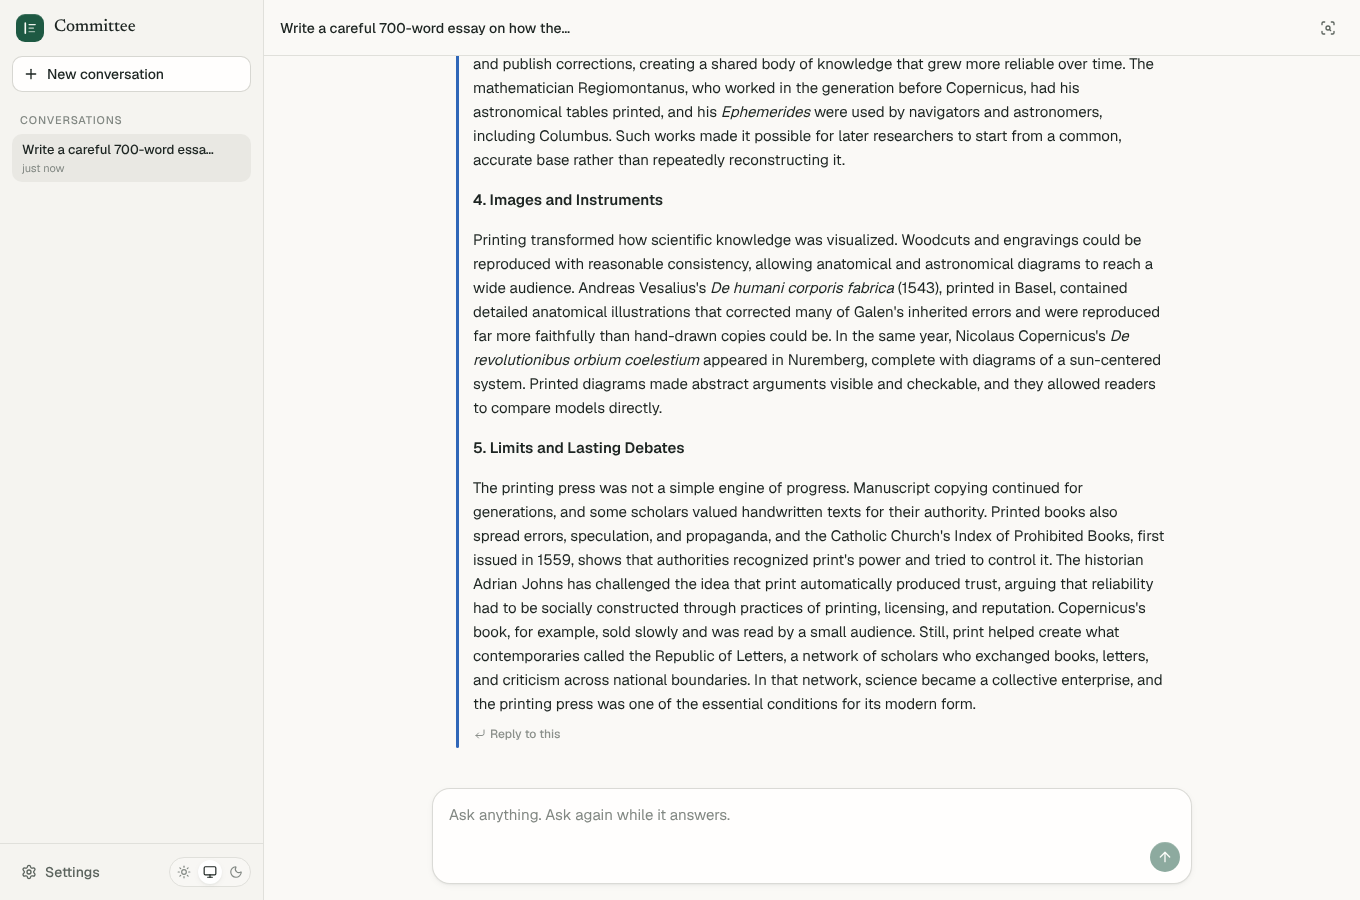 Committee
New conversation
CONVERSATIONS
Write a careful 700-word essa...
just now
Settings
Write a careful 700-word essay on how the...
and publish corrections, creating a shared body of knowledge that grew more reliable over time. The
mathematician Regiomontanus, who worked in the generation before Copernicus, had his
astronomical tables printed, and his Ephemerides were used by navigators and astronomers,
including Columbus. Such works made it possible for later researchers to start from a common,
accurate base rather than repeatedly reconstructing it.
4. Images and Instruments
Printing transformed how scientific knowledge was visualized. Woodcuts and engravings could be
reproduced with reasonable consistency, allowing anatomical and astronomical diagrams to reach a
wide audience. Andreas Vesalius's De humani corporis fabrica (1543), printed in Basel, contained
detailed anatomical illustrations that corrected many of Galen's inherited errors and were reproduced
far more faithfully than hand-drawn copies could be. In the same year, Nicolaus Copernicus's De
revolutionibus orbium coelestium appeared in Nuremberg, complete with diagrams of a sun-centered
system. Printed diagrams made abstract arguments visible and checkable, and they allowed readers
to compare models directly.
5. Limits and Lasting Debates
The printing press was not a simple engine of progress. Manuscript copying continued for
generations, and some scholars valued handwritten texts for their authority. Printed books also
spread errors, speculation, and propaganda, and the Catholic Church's Index of Prohibited Books, first
issued in 1559, shows that authorities recognized print's power and tried to control it. The historian
Adrian Johns has challenged the idea that print automatically produced trust, arguing that reliability
had to be socially constructed through practices of printing, licensing, and reputation. Copernicus's
book, for example, sold slowly and was read by a small audience. Still, print helped create what
contemporaries called the Republic of Letters, a network of scholars who exchanged books, letters,
and criticism across national boundaries. In that network, science became a collective enterprise, and
the printing press was one of the essential conditions for its modern form.
Reply to this
Ask anything. Ask again while it answers.